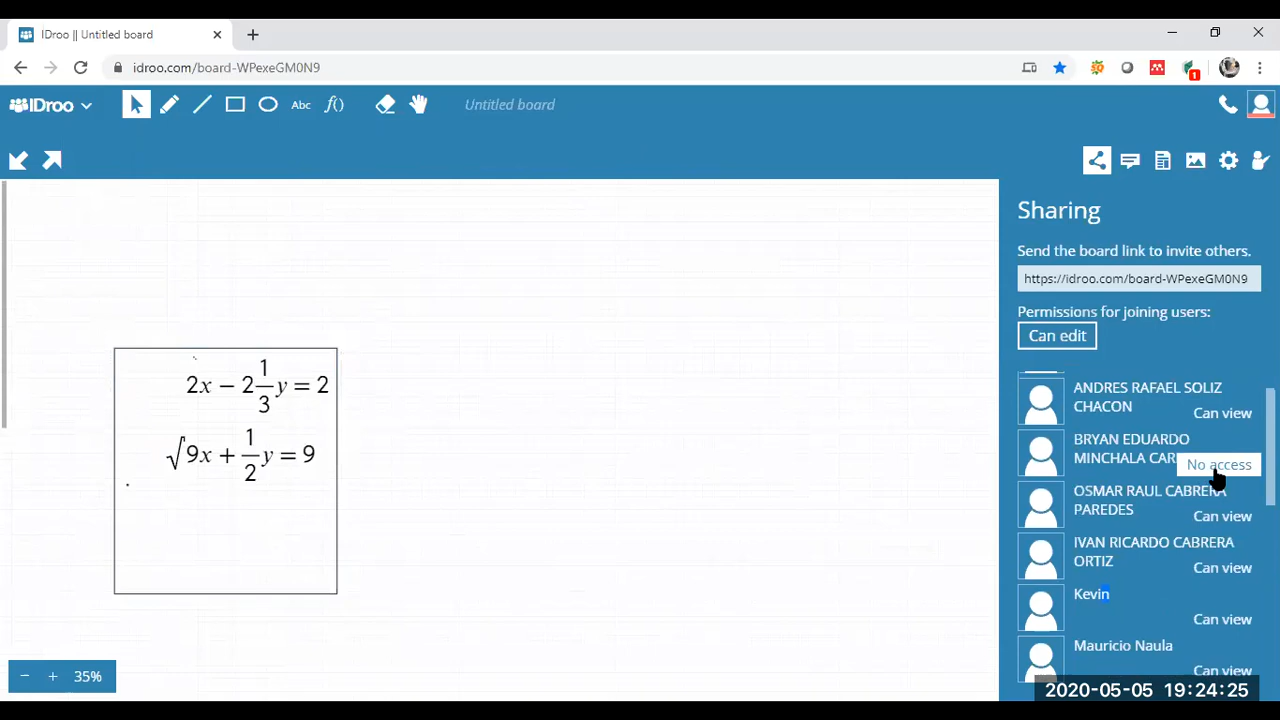 IDroo || Untitled board
idroo.com/board-WPexeGM0N9
1
IDroo
Abc
f()
Untitled board
Sharing
Send the board link to invite others.
https://idroo.com/board-WPexeGM0N9
Permissions for joining users:
Can edit
ANDRES RAFAEL SOLIZ
CHACON
Can view
BRYAN EDUARDO
MINCHALA
No access
OSMAR RAUL CABRERA
PAREDES
Can view
IVAN RICARDO CABRERA
ORTIZ
Can view
Kevin
Can view
Mauricio Naula
Can view
2x − 2 1/3 y = 2
√9x + 1/2 y = 9
35%
2020-05-05 19:24:25